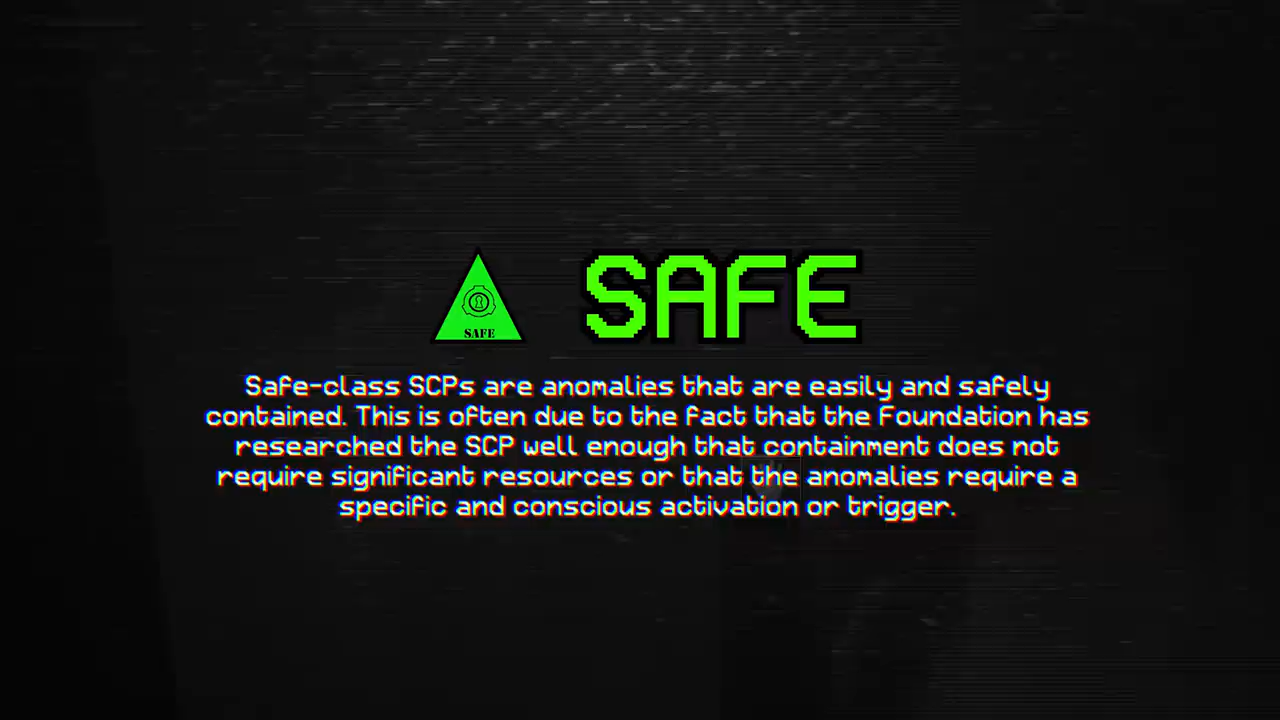 SAFE
SAFE
Safe-class SCPs are anomalies that are easily and safely
contained. This is often due to the fact that the Foundation has
researched the SCP well enough that containment does not
require significant resources or that the anomalies require a
specific and conscious activation or trigger.